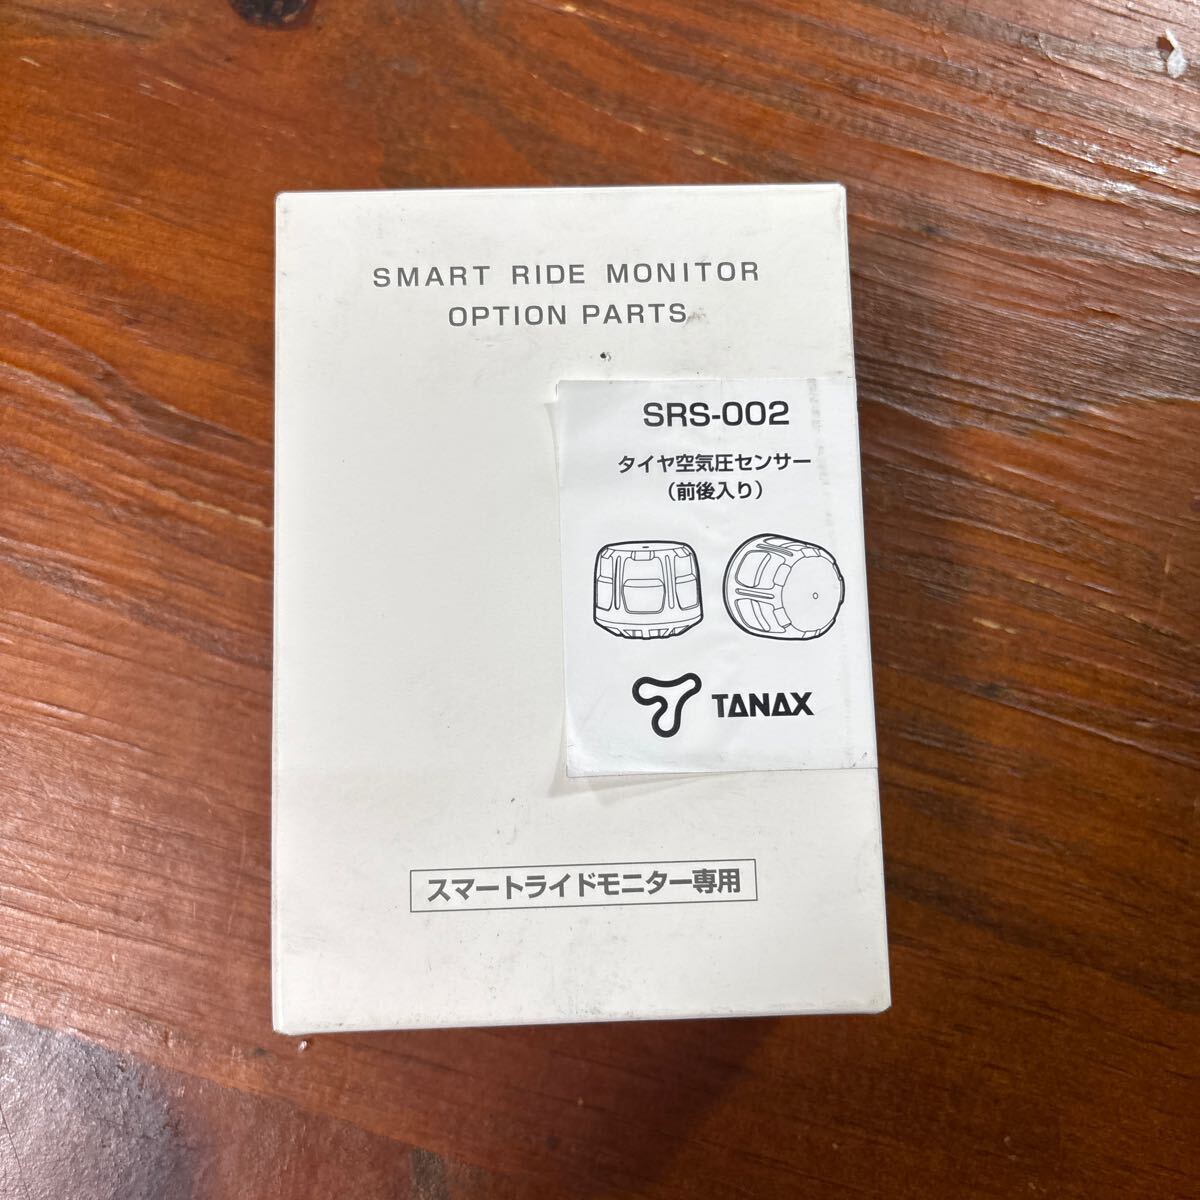 SMART RIDE MONITOR
OPTION PARTS
SRS-002
タイヤ空気圧センサー
（前後入り）
TANAX
スマートライドモニター専用